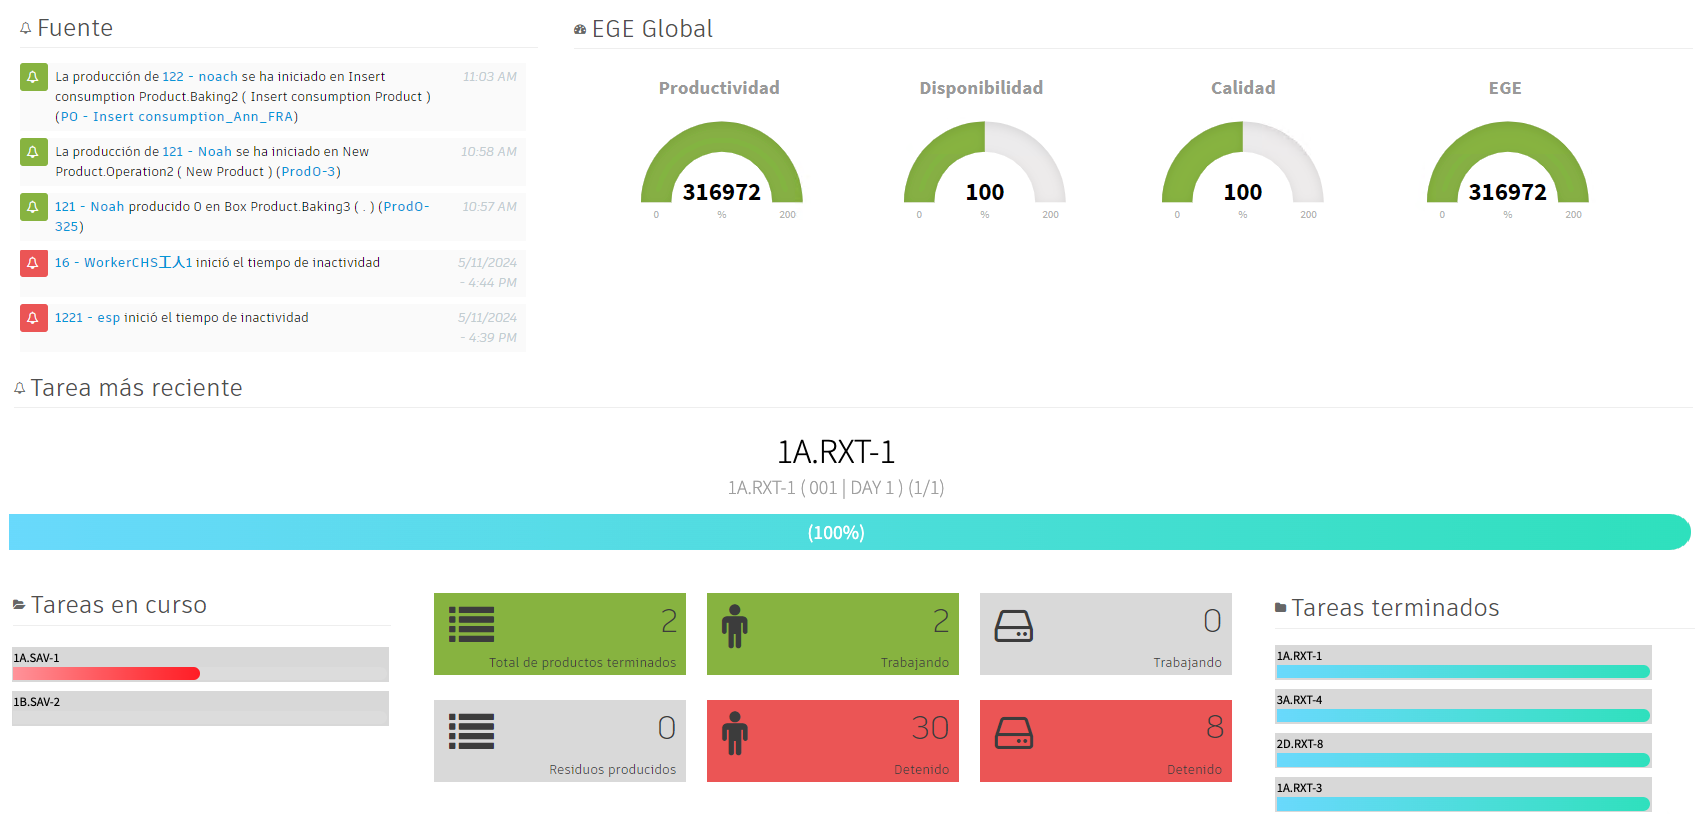 Fuente
La producción de 122 - noach se ha iniciado en Insert
consumption Product.Baking2 ( Insert consumption Product )
(PO - Insert consumption_Ann_FRA)
11:03 AM
La producción de 121 - Noah se ha iniciado en New
Product.Operation2 ( New Product ) (ProdO-3)
10:58 AM
121 - Noah producido 0 en Box Product.Baking3 ( . ) (ProdO-
325)
10:57 AM
16 - WorkerCHS工人1 inició el tiempo de inactividad
5/11/2024
- 4:44 PM
1221 - esp inició el tiempo de inactividad
5/11/2024
- 4:39 PM
EGE Global
Productividad
316972
0 % 200
Disponibilidad
100
0 % 200
Calidad
100
0 % 200
EGE
316972
0 % 200
Tarea más reciente
1A.RXT-1
1A.RXT-1 ( 001 | DAY 1 ) (1/1)
(100%)
Tareas en curso
1A.SAV-1
1B.SAV-2
2
Total de productos terminados
2
Trabajando
0
Trabajando
0
Residuos producidos
30
Detenido
8
Detenido
Tareas terminados
1A.RXT-1
3A.RXT-4
2D.RXT-8
1A.RXT-3